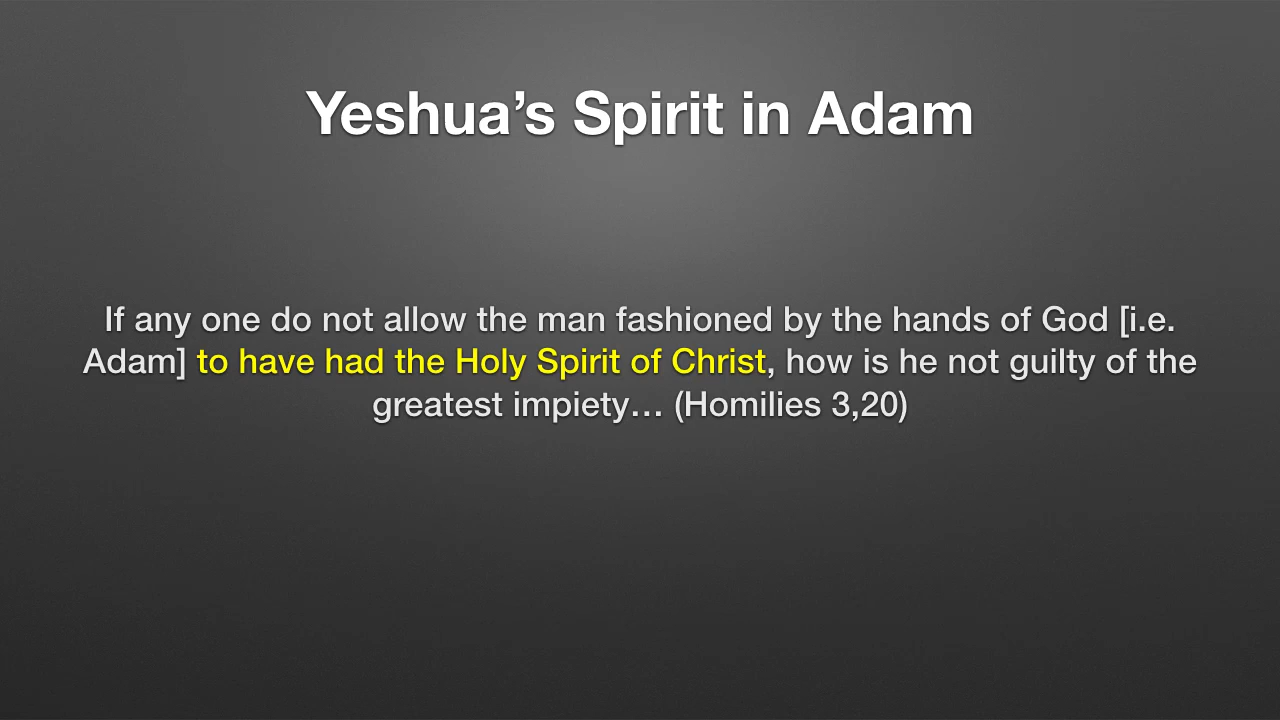 Yeshua’s Spirit in Adam
If any one do not allow the man fashioned by the hands of God [i.e.
Adam] to have had the Holy Spirit of Christ, how is he not guilty of the
greatest impiety… (Homilies 3,20)